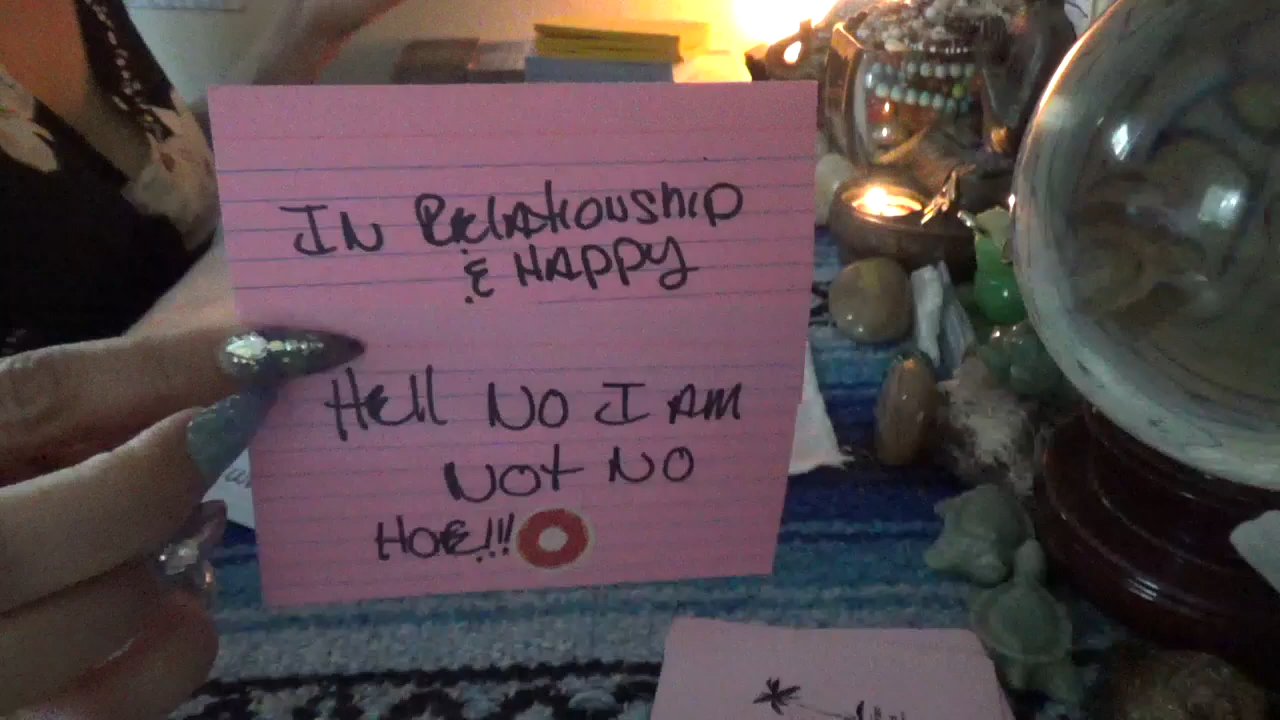 IN RElAtIONSHIP
& HAPPY
HEll NO I AM
NOt NO
HOE!!!